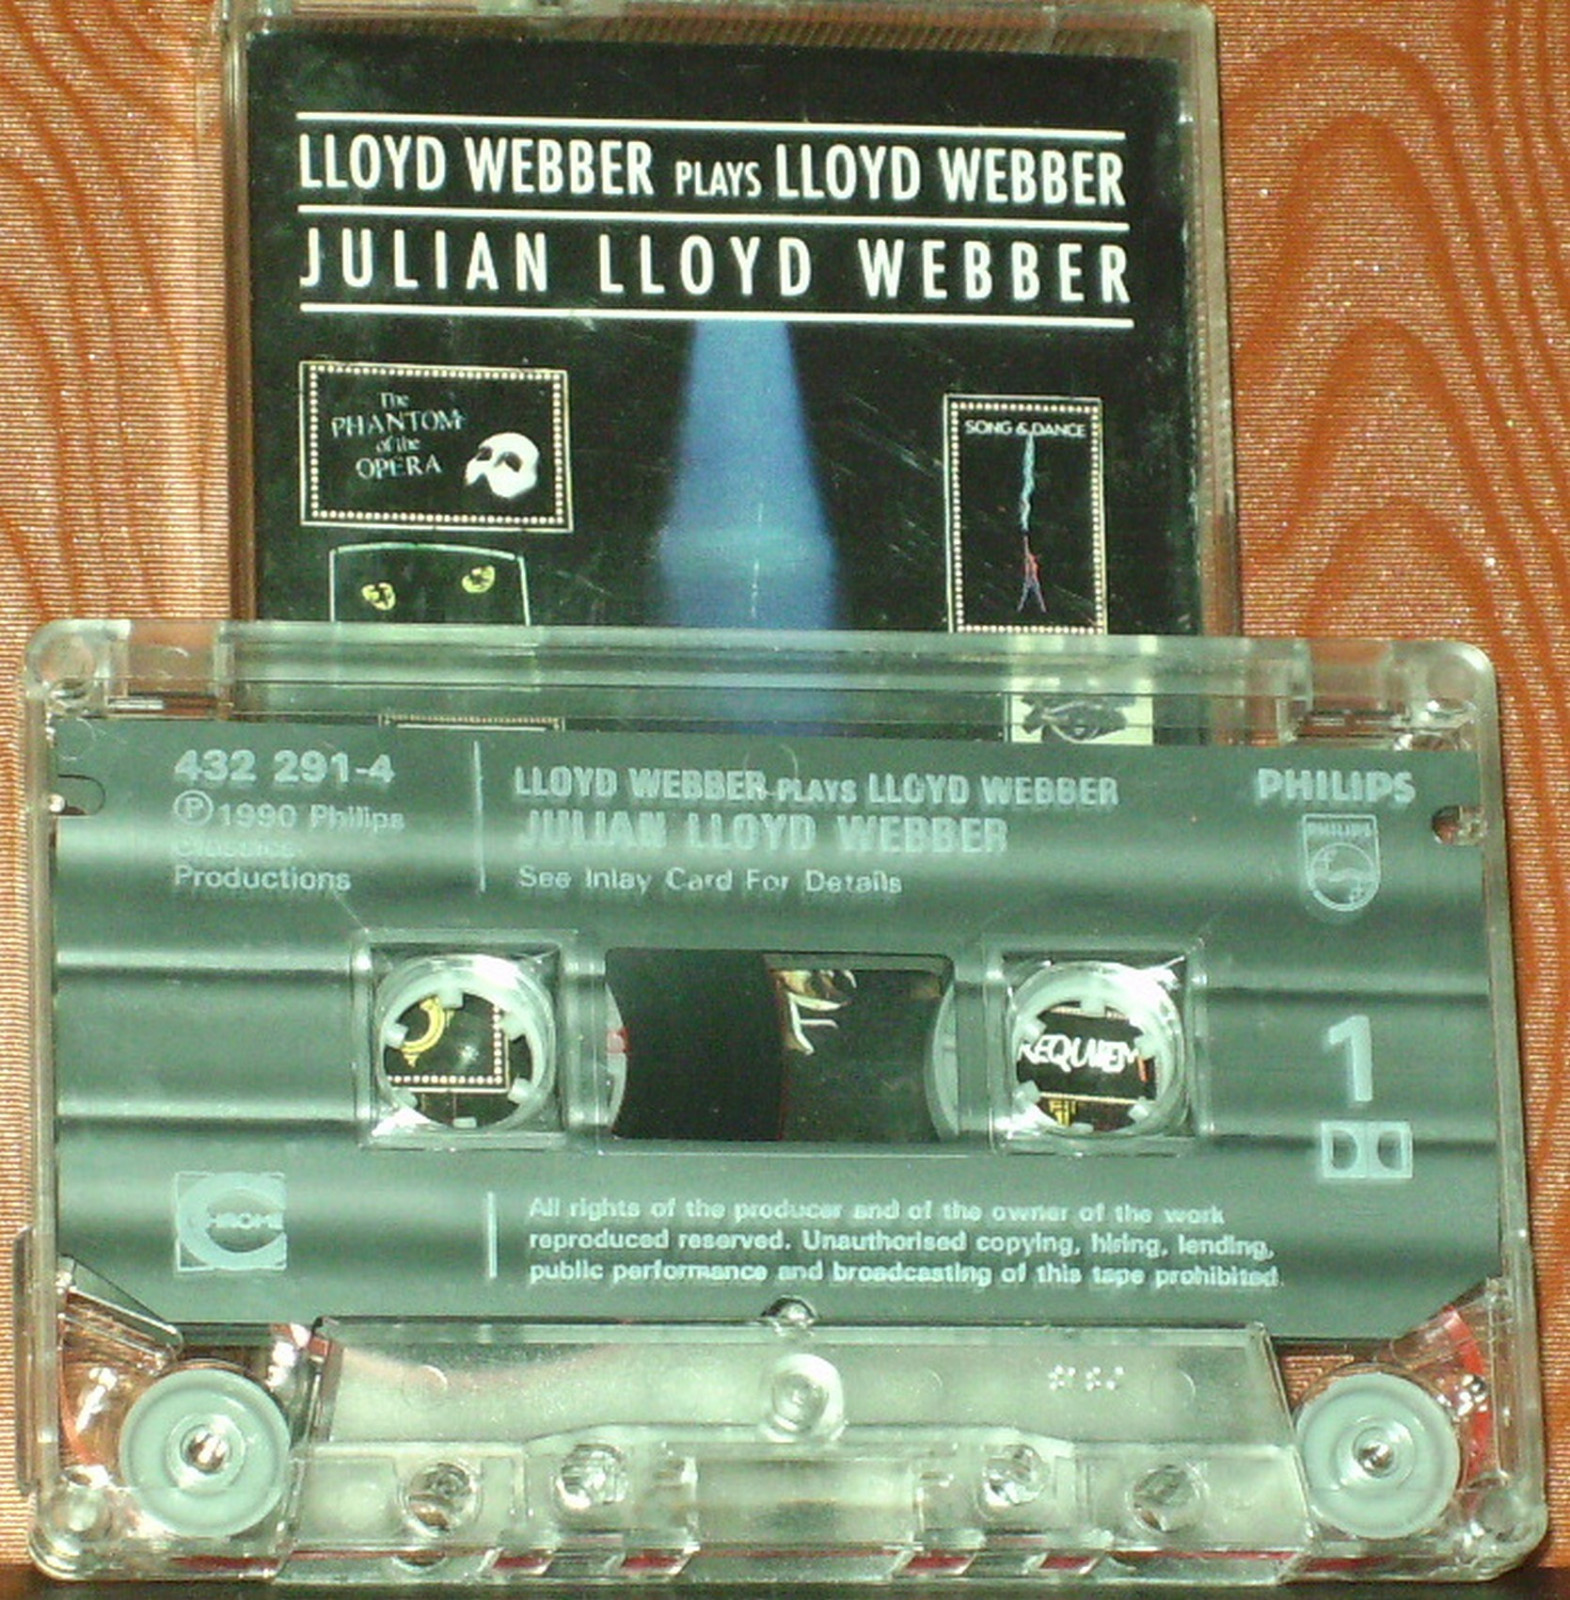 LLOYD WEBBER PLAYS LLOYD WEBBER
JULIAN LLOYD WEBBER
The
PHANTOM
of the
OPERA
SONG & DANCE
432 291-4
Ⓟ 1990 Philips
Classics
Productions
LLOYD WEBBER PLAYS LLOYD WEBBER
JULIAN LLOYD WEBBER
See Inlay Card For Details
PHILIPS
PHILIPS
REQUIEM
1
CHROME
All rights of the producer and of the owner of the work
reproduced reserved. Unauthorised copying, hiring, lending,
public performance and broadcasting of this tape prohibited.